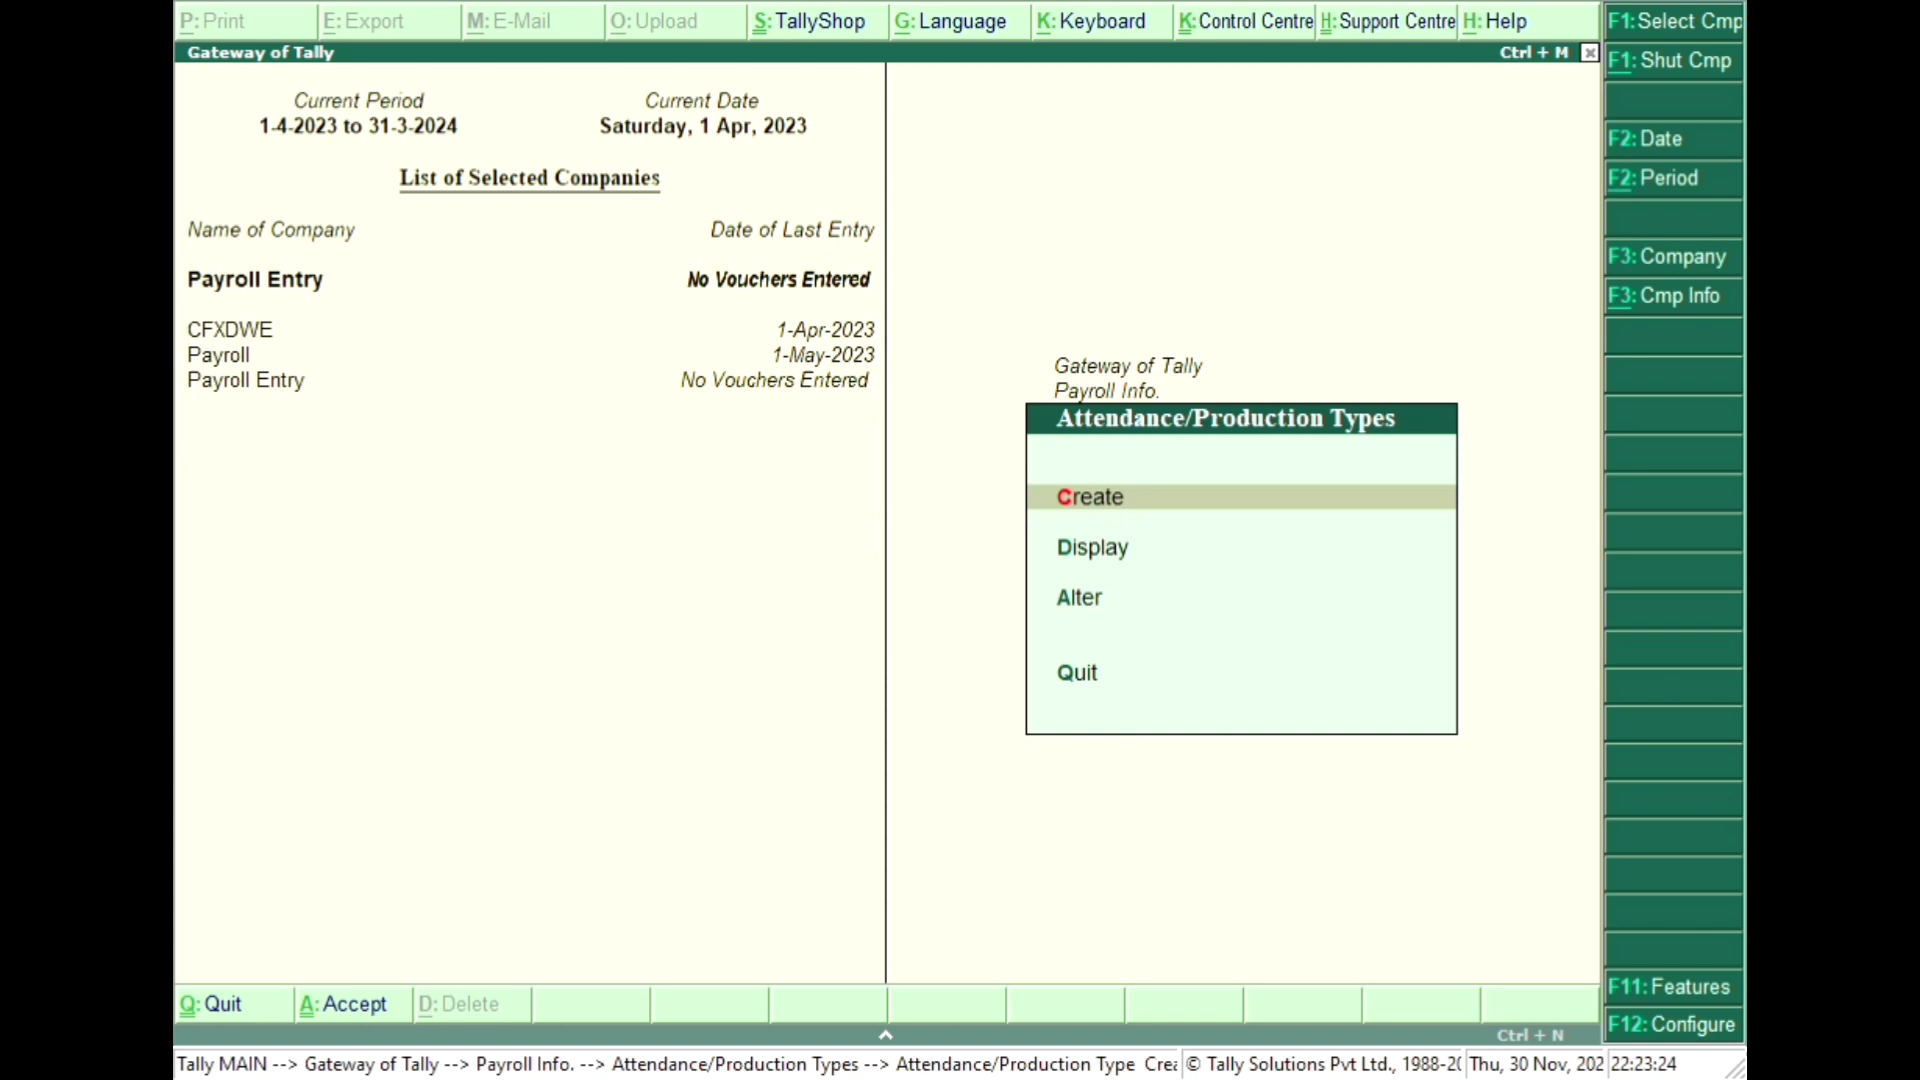 P: Print E: Export M: E-Mail O: Upload S: TallyShop G: Language K: Keyboard K: Control Centre H: Support Centre H: Help
Gateway of Tally Ctrl + M
Current Period Current Date
1-4-2023 to 31-3-2024 Saturday, 1 Apr, 2023
List of Selected Companies
Name of Company Date of Last Entry
Payroll Entry No Vouchers Entered
CFXDWE 1-Apr-2023
Payroll 1-May-2023
Payroll Entry No Vouchers Entered
Gateway of Tally
Payroll Info.
Attendance/Production Types
Create
Display
Alter
Quit
F1: Select Cmp
F1: Shut Cmp
F2: Date
F2: Period
F3: Company
F3: Cmp Info
F11: Features
F12: Configure
Q: Quit A: Accept D: Delete
Ctrl + N
Tally MAIN --> Gateway of Tally --> Payroll Info. --> Attendance/Production Types --> Attendance/Production Type Crea © Tally Solutions Pvt Ltd., 1988-20 Thu, 30 Nov, 202 22:23:24